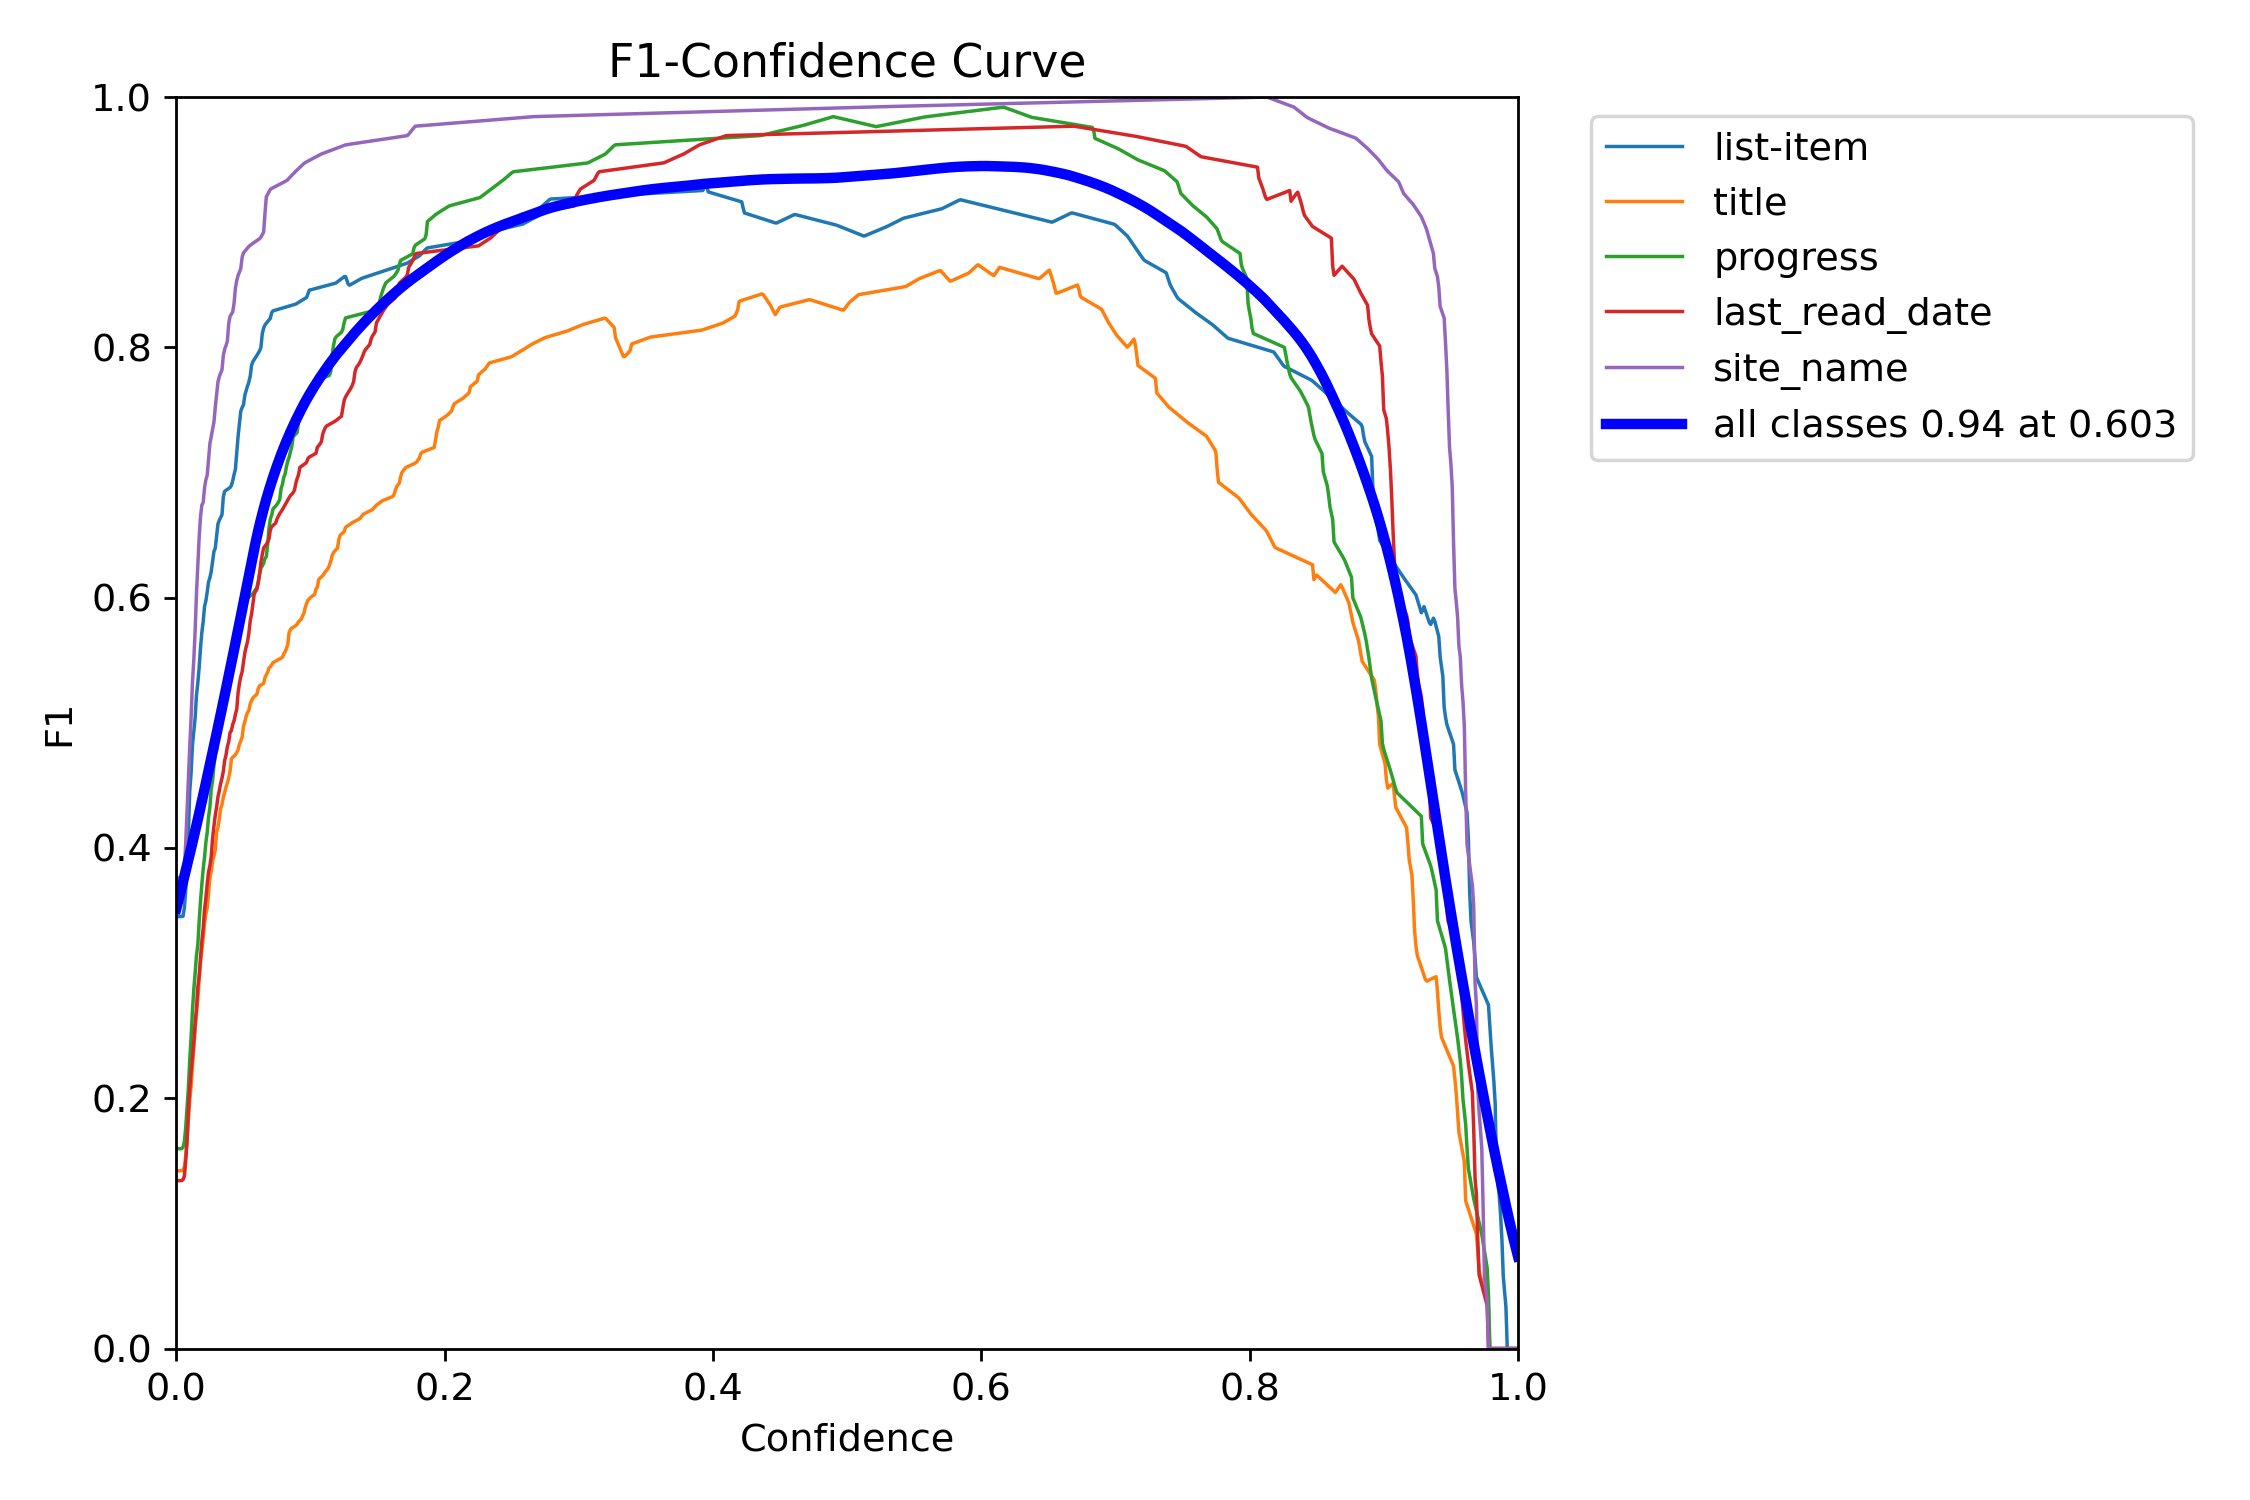 F1-Confidence Curve
1.0
0.8
0.6
0.4
0.2
0.0
F1
0.0 0.2 0.4 0.6 0.8 1.0
Confidence
list-item
title
progress
last_read_date
site_name
all classes 0.94 at 0.603